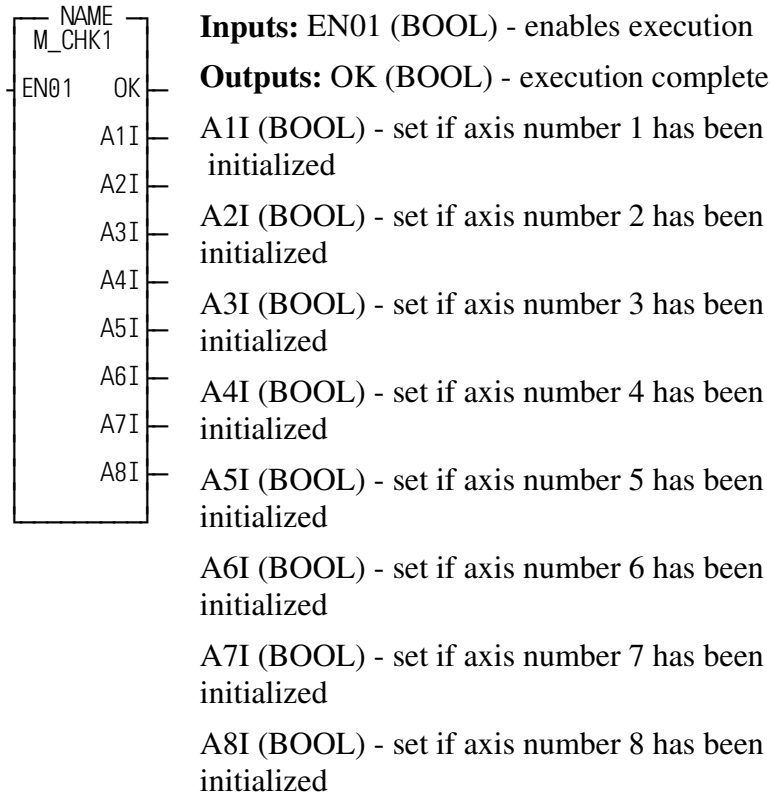 NAME
M_CHK1
EN01 OK
A1I
A2I
A3I
A4I
A5I
A6I
A7I
A8I
Inputs: EN01 (BOOL) - enables execution
Outputs: OK (BOOL) - execution complete
A1I (BOOL) - set if axis number 1 has been
initialized
A2I (BOOL) - set if axis number 2 has been
initialized
A3I (BOOL) - set if axis number 3 has been
initialized
A4I (BOOL) - set if axis number 4 has been
initialized
A5I (BOOL) - set if axis number 5 has been
initialized
A6I (BOOL) - set if axis number 6 has been
initialized
A7I (BOOL) - set if axis number 7 has been
initialized
A8I (BOOL) - set if axis number 8 has been
initialized